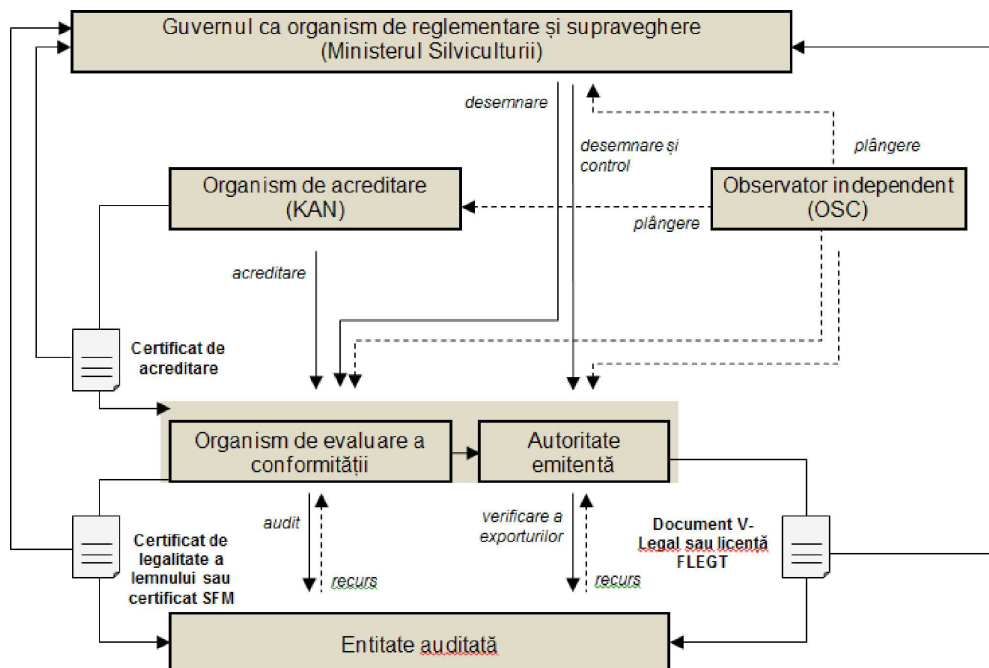 Guvernul ca organism de reglementare și supraveghere
(Ministerul Silviculturii)
desemnare
desemnare și
control
plângere
Organism de acreditare
(KAN)
Observator independent
(OSC)
plângere
acreditare
Certificat de
acreditare
Organism de evaluare a
conformității
Autoritate
emitentă
audit
verificare a
exporturilor
Certificat de
legalitate a
lemnului sau
certificat SFM
Document V-
Legal sau licență
FLEGT
recurs
recurs
Entitate auditată